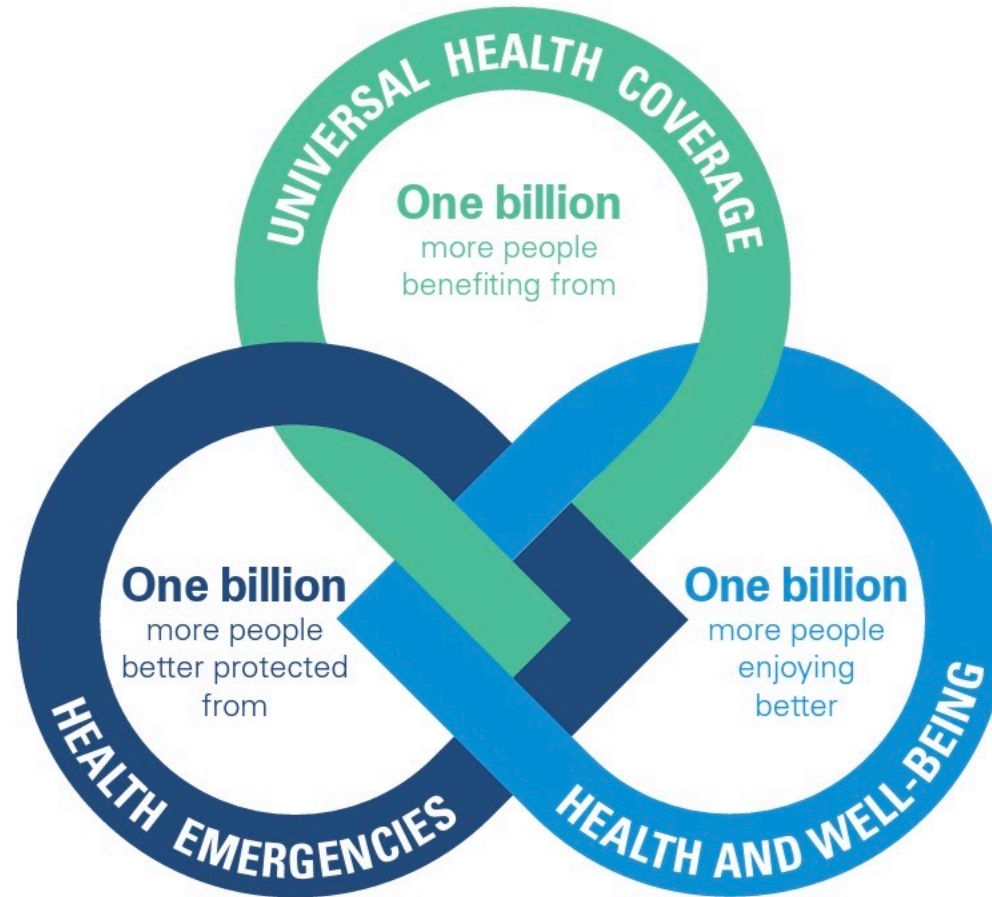 UNIVERSAL HEALTH COVERAGE
One billion
more people
benefiting from
One billion
more people
better protected
from
HEALTH EMERGENCIES
One billion
more people
enjoying
better
HEALTH AND WELL-BEING